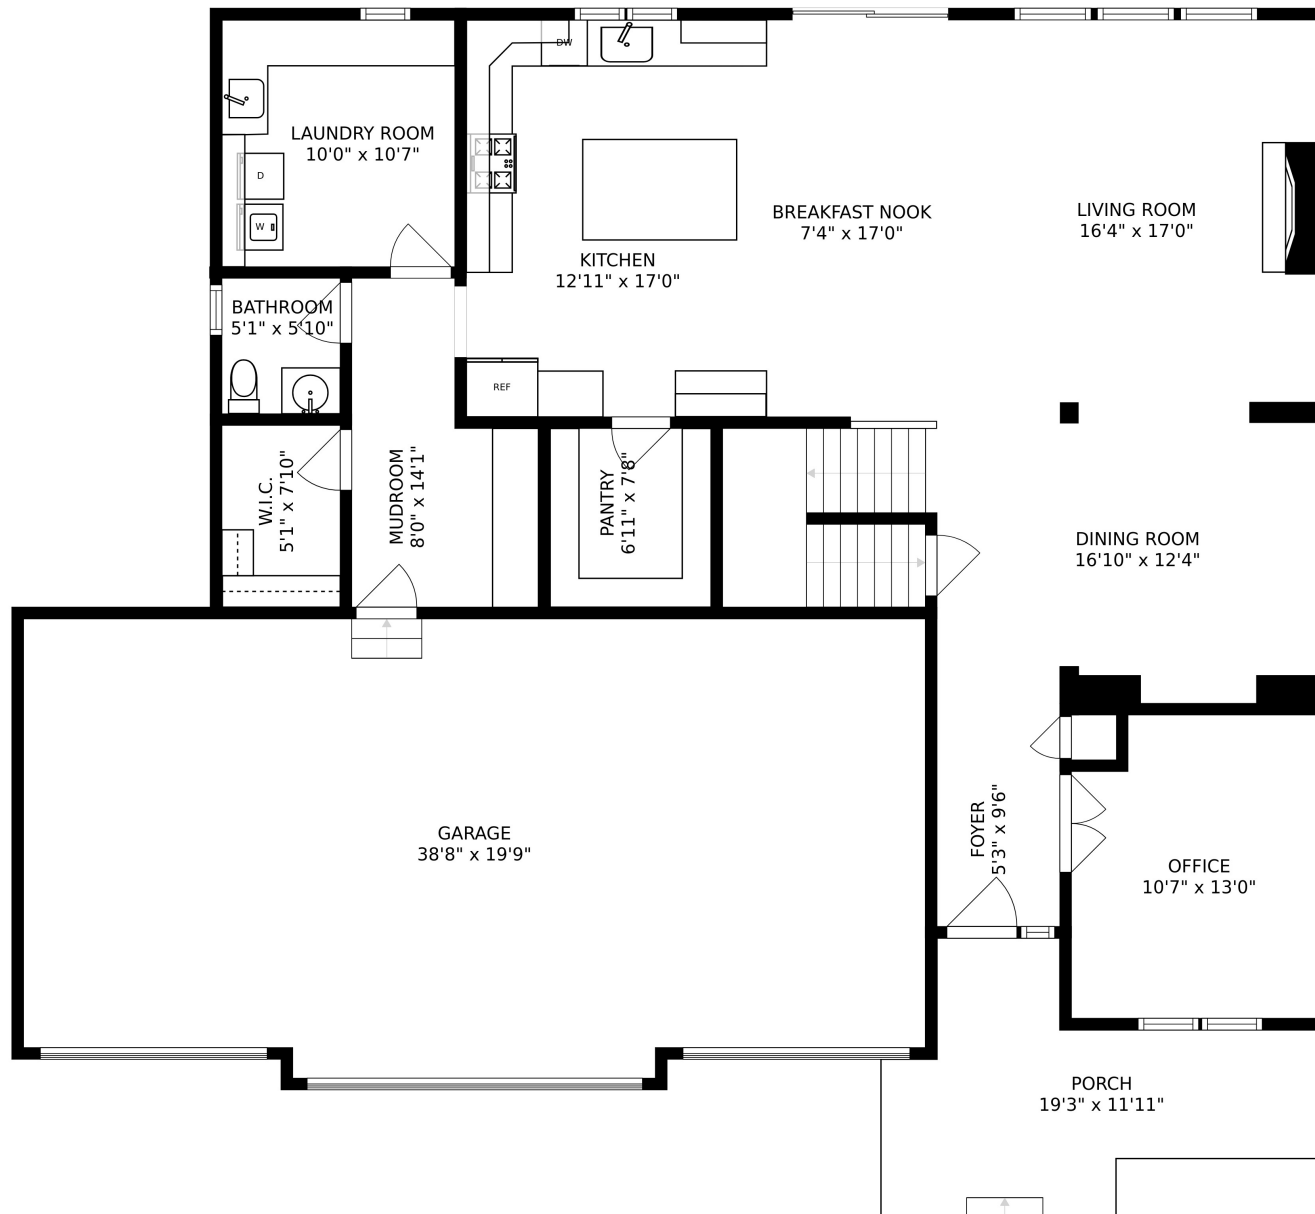 DW
LAUNDRY ROOM
10'0" x 10'7"
D
W
BREAKFAST NOOK
7'4" x 17'0"
LIVING ROOM
16'4" x 17'0"
KITCHEN
12'11" x 17'0"
BATHROOM
5'1" x 5'10"
REF
W.I.C.
5'1" x 7'10"
MUDROOM
8'0" x 14'1"
PANTRY
6'11" x 7'8"
DINING ROOM
16'10" x 12'4"
GARAGE
38'8" x 19'9"
FOYER
5'3" x 9'6"
OFFICE
10'7" x 13'0"
PORCH
19'3" x 11'11"